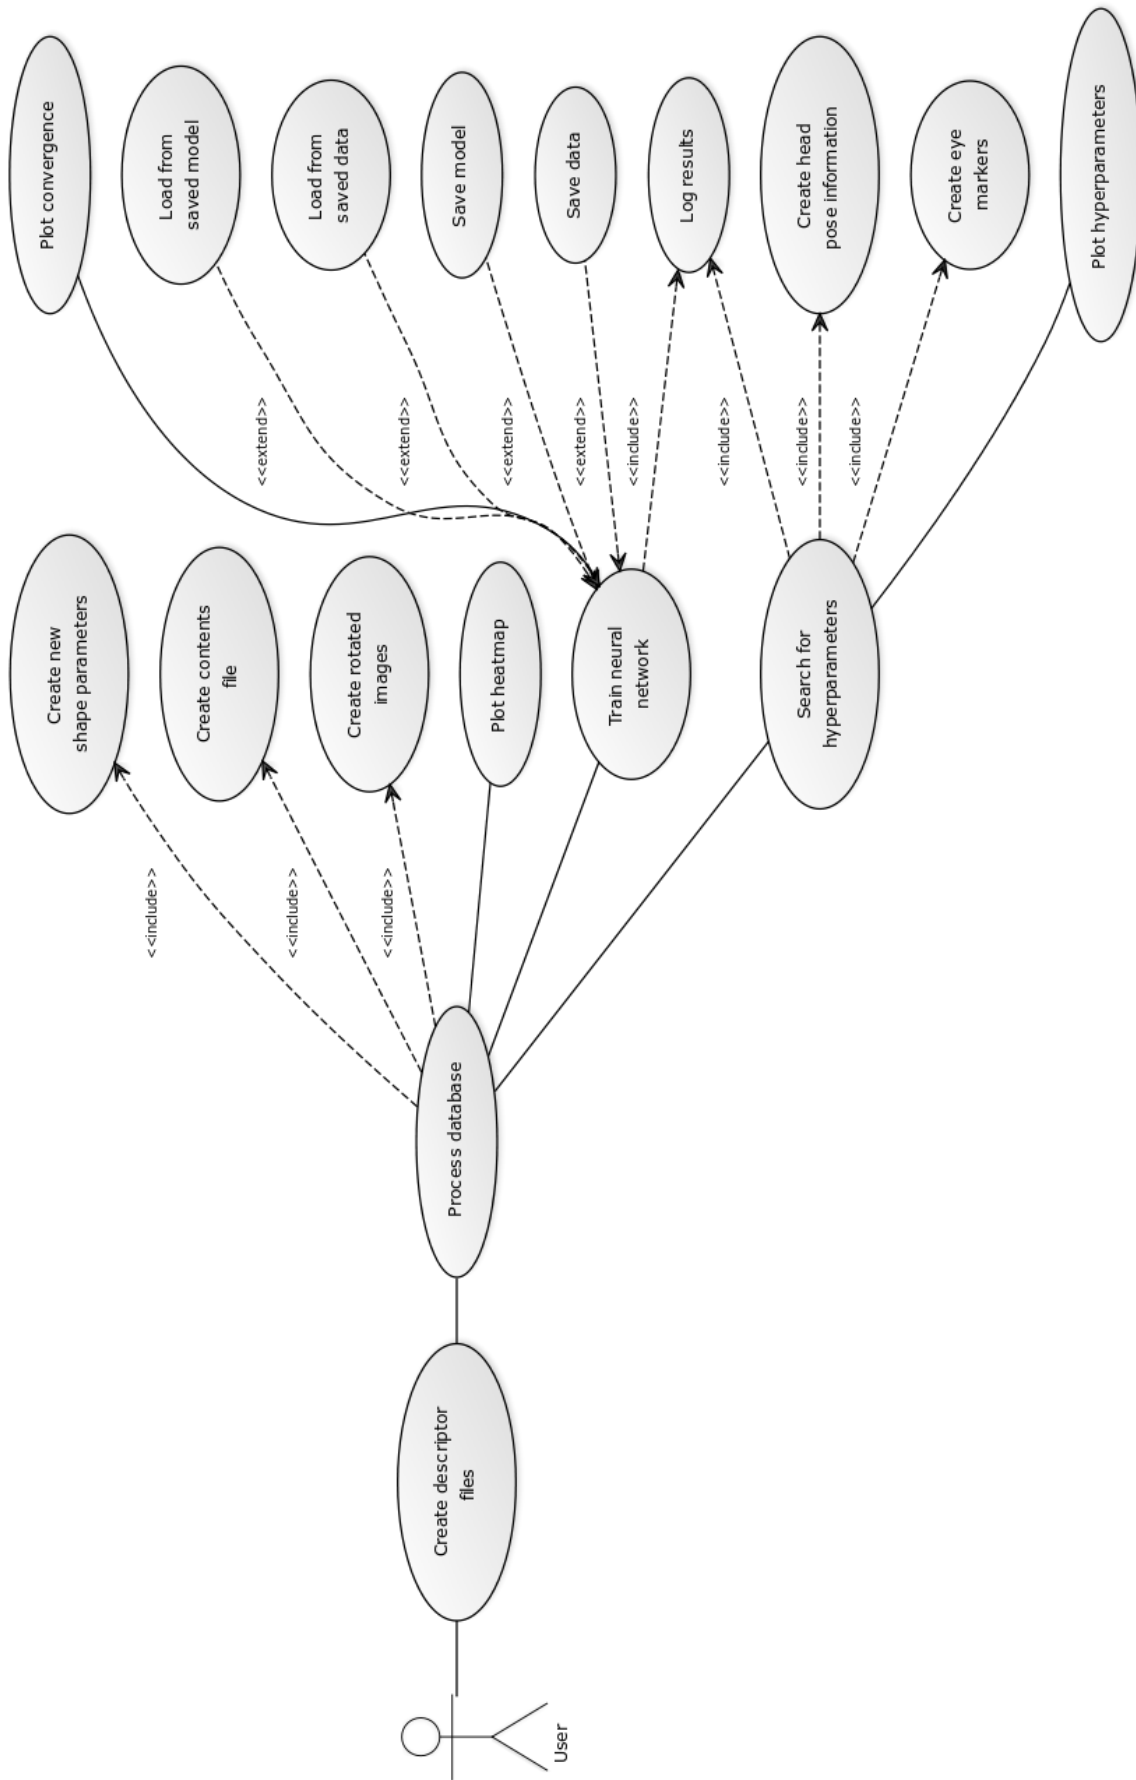 Plot convergence
Load from
saved model
Load from
saved data
Save model
Save data
Log results
Create head
pose information
Create eye
markers
Plot hyperparameters
<<extend>>
<<extend>>
<<extend>>
<<extend>>
<<include>>
<<include>>
<<include>>
<<include>>
Create new
shape parameters
Create contents
file
Create rotated
images
Plot heatmap
Train neural
network
Search for
hyperparameters
<<include>>
<<include>>
<<include>>
Process database
Create descriptor
files
User